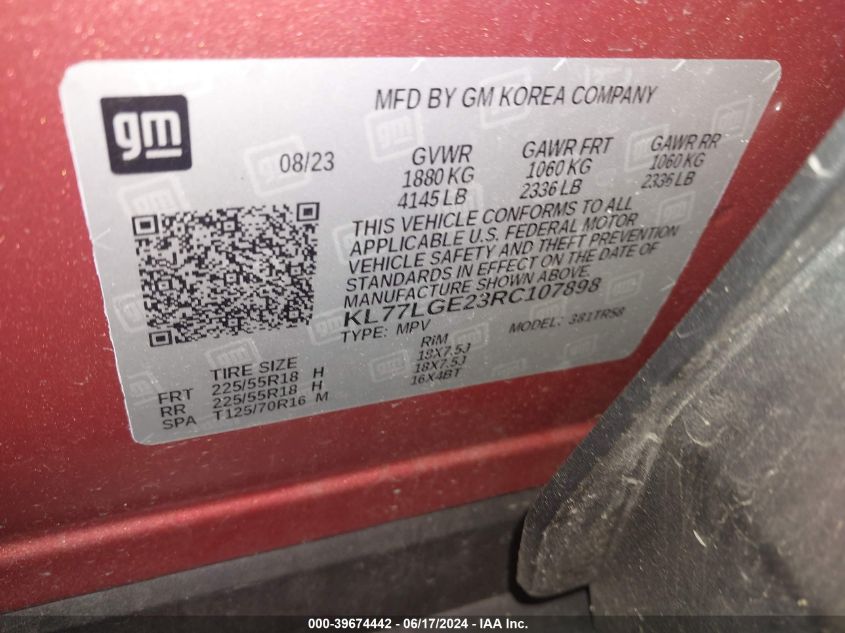 gm
MFD BY GM KOREA COMPANY
08/23
GVWR GAWR FRT GAWR RR
1880 KG 1060 KG 1060 KG
4145 LB 2336 LB 2336 LB
THIS VEHICLE CONFORMS TO ALL
APPLICABLE U.S. FEDERAL MOTOR
VEHICLE SAFETY AND THEFT PREVENTION
STANDARDS IN EFFECT ON THE DATE OF
MANUFACTURE SHOWN ABOVE.
KL77LGE23RC107898
TYPE: MPV MODEL: 381TR58
TIRE SIZE RIM
FRT 225/55R18 H 18X7.5J
RR 225/55R18 H 18X7.5J
SPA T125/70R16 M 16X4BT
000-39674442 - 06/17/2024 - IAA Inc.